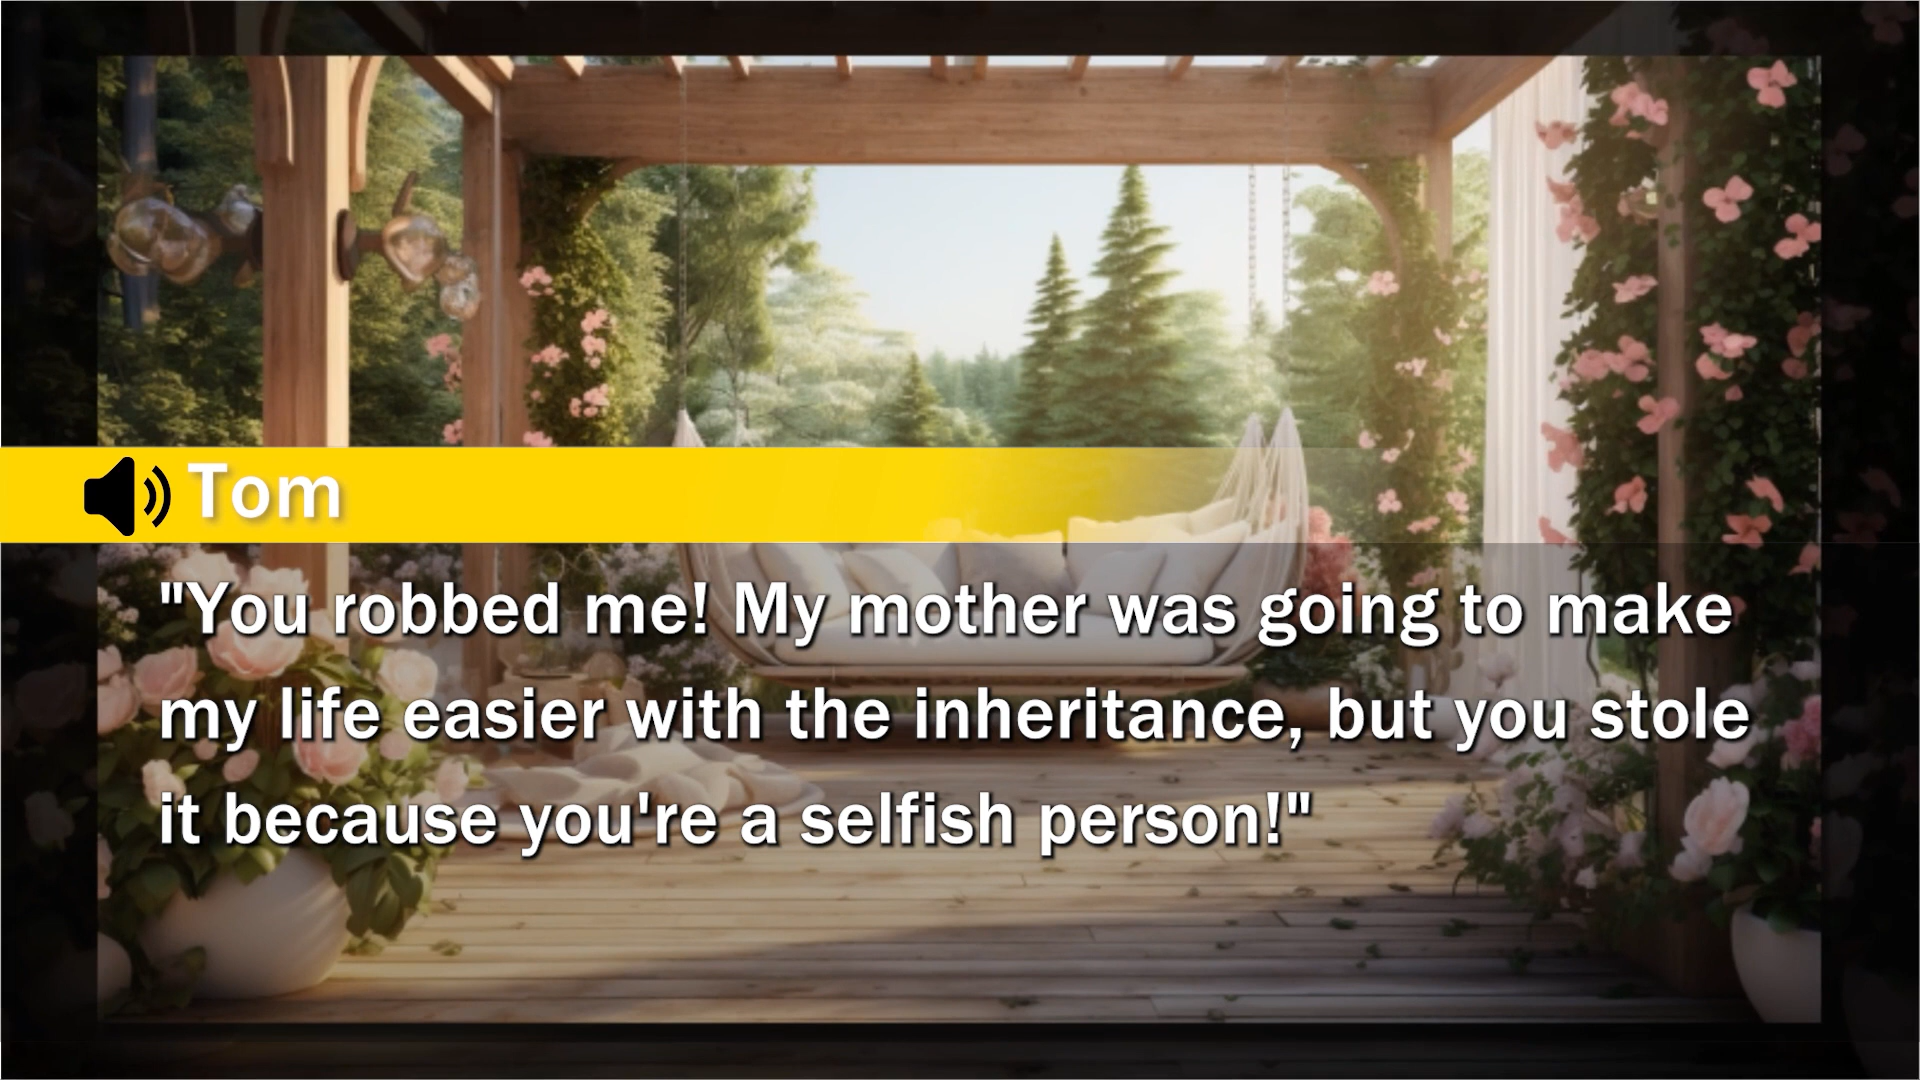 Tom
"You robbed me! My mother was going to make
my life easier with the inheritance, but you stole
it because you're a selfish person!"